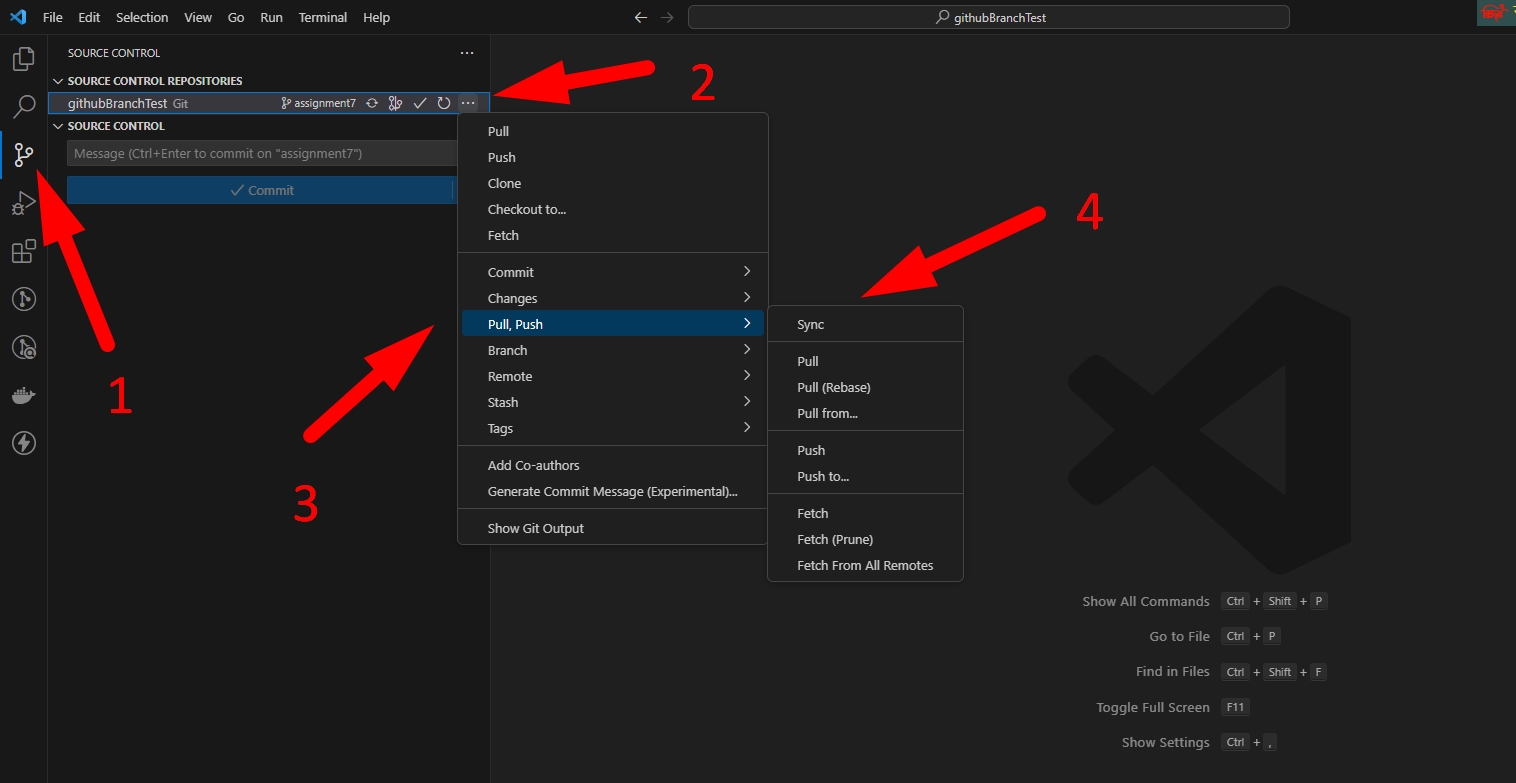 File Edit Selection View Go Run Terminal Help
githubBranchTest
SOURCE CONTROL
SOURCE CONTROL REPOSITORIES
githubBranchTest Git assignment7
SOURCE CONTROL
Message (Ctrl+Enter to commit on "assignment7")
Commit
1
2
3
4
Pull
Push
Clone
Checkout to...
Fetch
Commit
Changes
Pull, Push
Branch
Remote
Stash
Tags
Add Co-authors
Generate Commit Message (Experimental)...
Show Git Output
Sync
Pull
Pull (Rebase)
Pull from...
Push
Push to...
Fetch
Fetch (Prune)
Fetch From All Remotes
Show All Commands Ctrl + Shift + P
Go to File Ctrl + P
Find in Files Ctrl + Shift + F
Toggle Full Screen F11
Show Settings Ctrl + ,